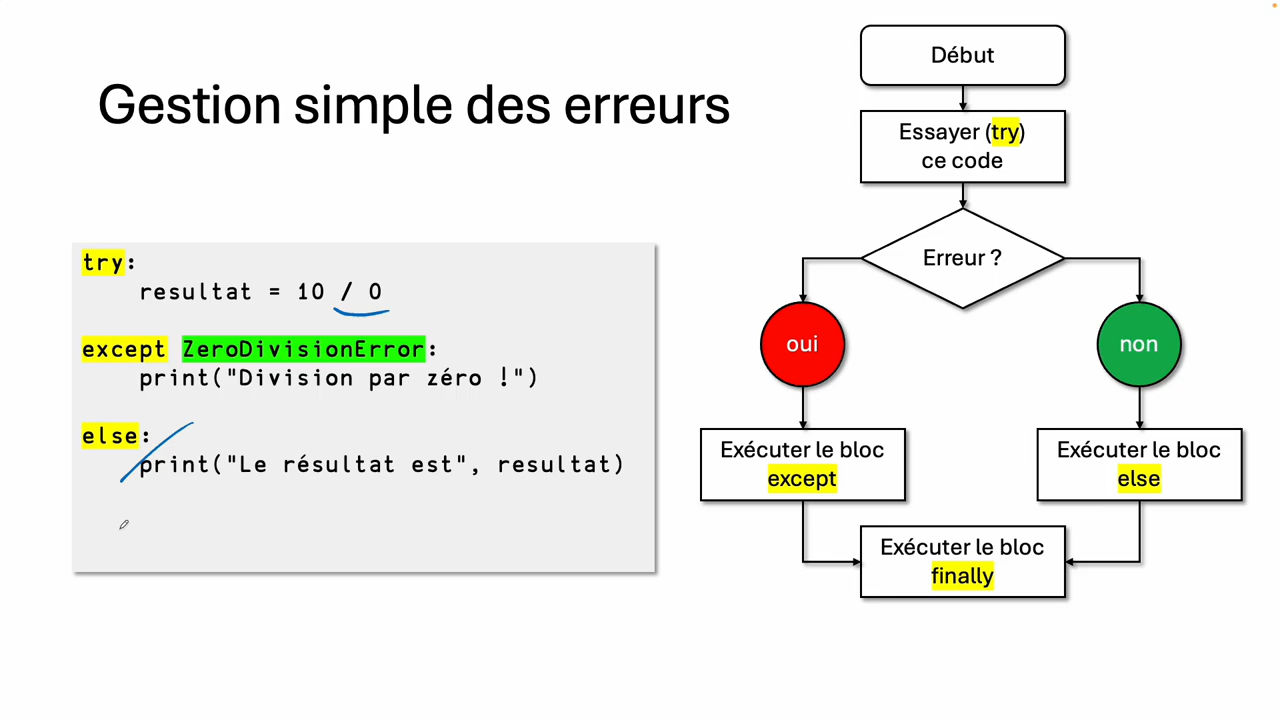 Gestion simple des erreurs
try:
resultat = 10 / 0
except ZeroDivisionError:
print("Division par zéro !")
else:
print("Le résultat est", resultat)
Début
Essayer (try)
ce code
Erreur ?
oui
non
Exécuter le bloc
except
Exécuter le bloc
else
Exécuter le bloc
finally